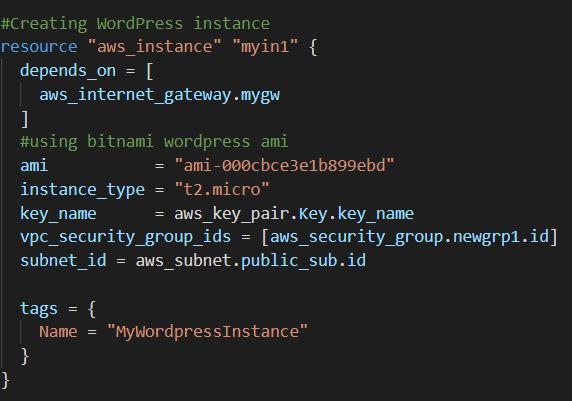 #Creating WordPress instance
resource "aws_instance" "myin1" {
  depends_on = [
    aws_internet_gateway.mygw
  ]
  #using bitnami wordpress ami
  ami           = "ami-000cbce3e1b899ebd"
  instance_type = "t2.micro"
  key_name      = aws_key_pair.Key.key_name
  vpc_security_group_ids = [aws_security_group.newgrp1.id]
  subnet_id = aws_subnet.public_sub.id

  tags = {
    Name = "MyWordpressInstance"
  }
}